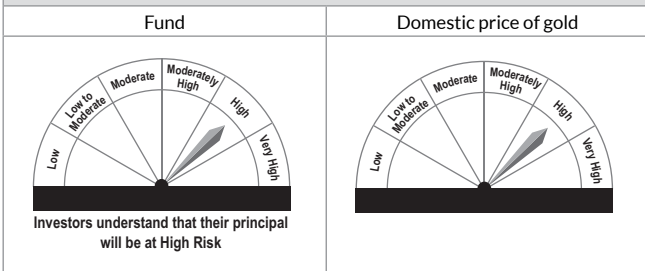 Fund
Domestic price of gold
Low
Low to
Moderate
Moderate
Moderately
High
High
Very High
Investors understand that their principal
will be at High Risk
Low
Low to
Moderate
Moderate
Moderately
High
High
Very High